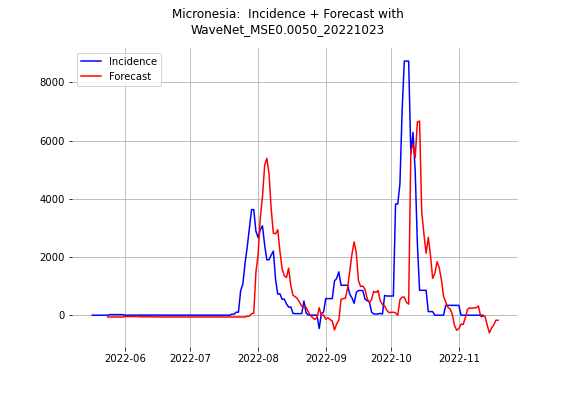 Micronesia:  Incidence + Forecast with
WaveNet_MSE0.0050_20221023
Incidence
Forecast
8000
6000
4000
2000
0
2022-06
2022-07
2022-08
2022-09
2022-10
2022-11